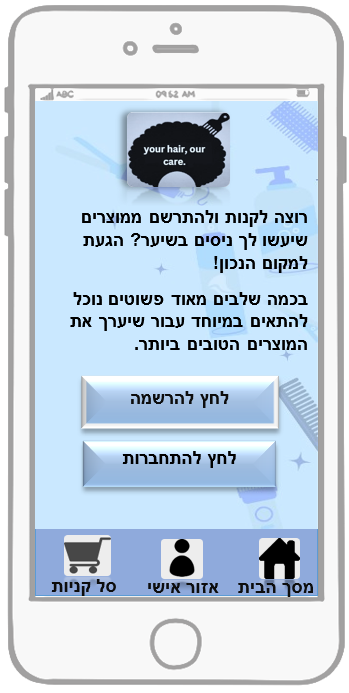 ABC 09:52 AM
your hair, our
care.
רוצה לקנות ולהתרשם ממוצרים
שיעשו לך ניסים בשיער? הגעת
למקום הנכון!
בכמה שלבים מאוד פשוטים נוכל
להתאים במיוחד עבור שיערך את
המוצרים הטובים ביותר.
לחץ להרשמה
לחץ להתחברות
מסך הבית אזור אישי סל קניות